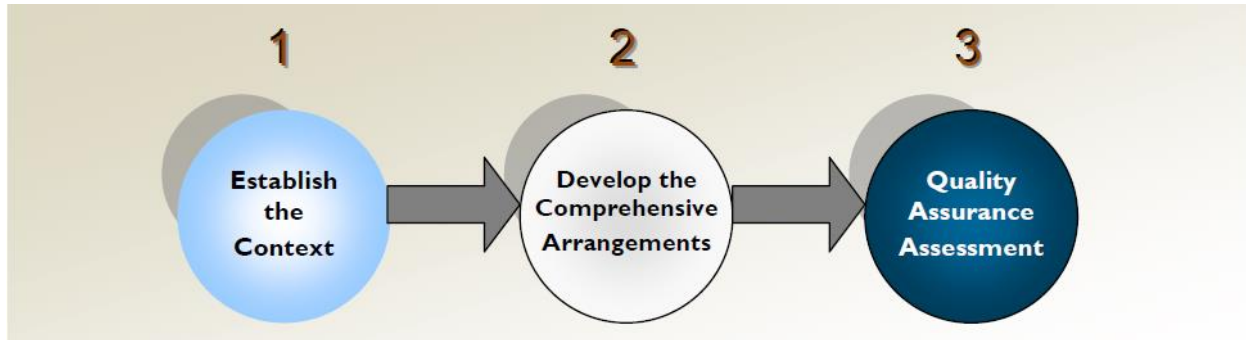 1
2
3
Establish
the
Context
Develop the
Comprehensive
Arrangements
Quality
Assurance
Assessment